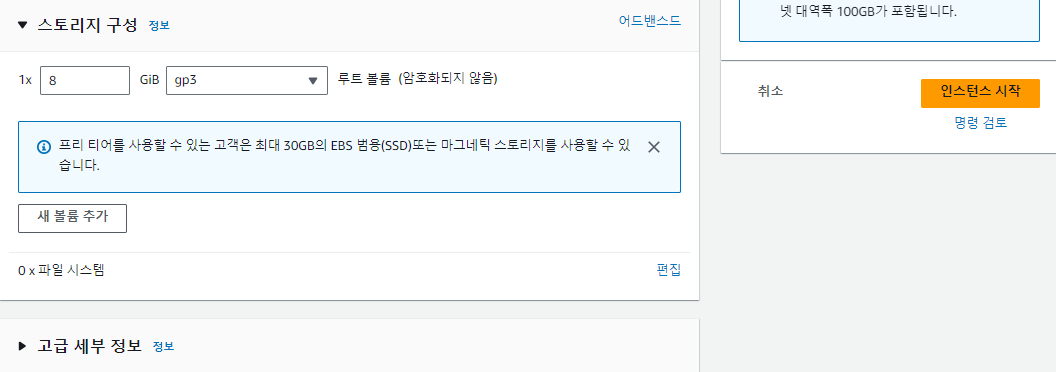 스토리지 구성 정보
어드밴스드
1x 8 GiB gp3 루트 볼륨 (암호화되지 않음)
프리 티어를 사용할 수 있는 고객은 최대 30GB의 EBS 범용(SSD)또는 마그네틱 스토리지를 사용할 수 있
습니다.
새 볼륨 추가
0 x 파일 시스템
편집
고급 세부 정보 정보
넷 대역폭 100GB가 포함됩니다.
취소
인스턴스 시작
명령 검토